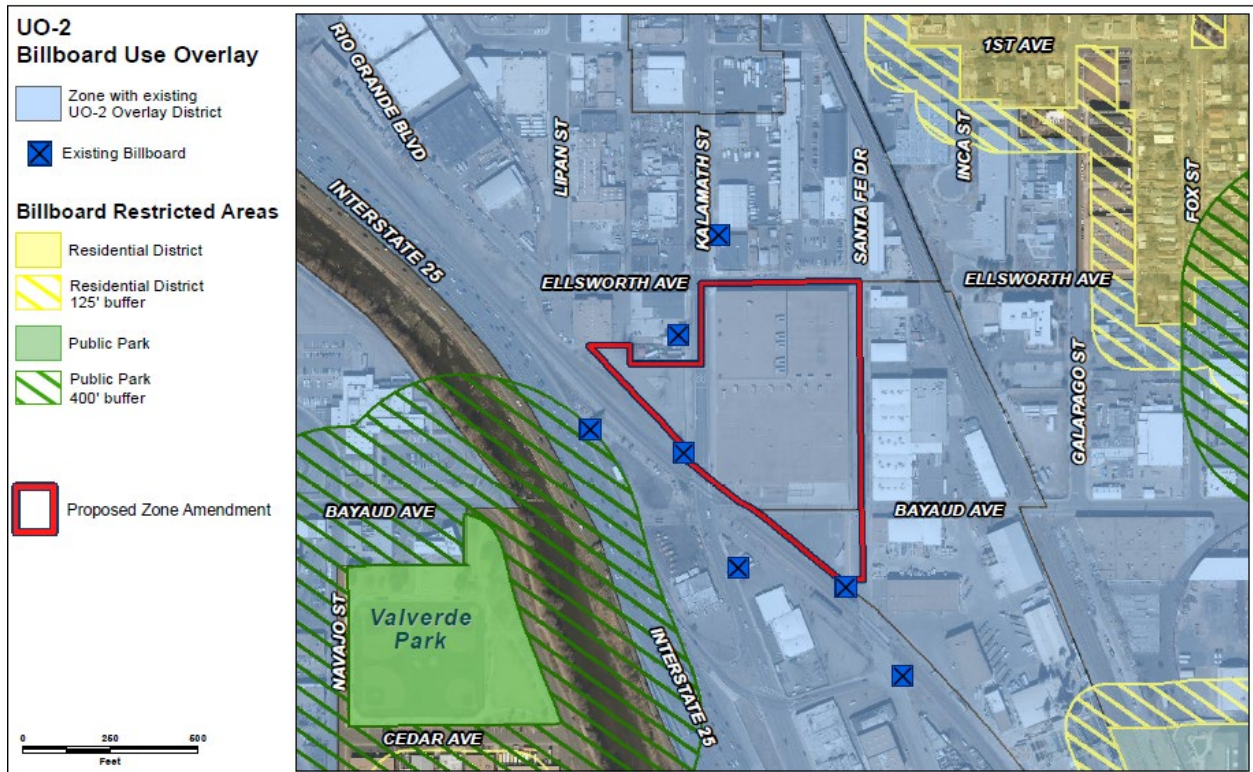 UO-2
Billboard Use Overlay
Zone with existing
UO-2 Overlay District
Existing Billboard
Billboard Restricted Areas
Residential District
Residential District
125' buffer
Public Park
Public Park
400' buffer
Proposed Zone Amendment
0 250 500
Feet
RIO GRANDE BLVD
INTERSTATE 25
LIPAN ST
KALAMATH ST
SANTA FE DR
INCA ST
1ST AVE
FOX ST
ELLSWORTH AVE
ELLSWORTH AVE
GALAPAGO ST
BAYAUD AVE
BAYAUD AVE
NAVAJO ST
Valverde
Park
INTERSTATE 25
CEDAR AVE